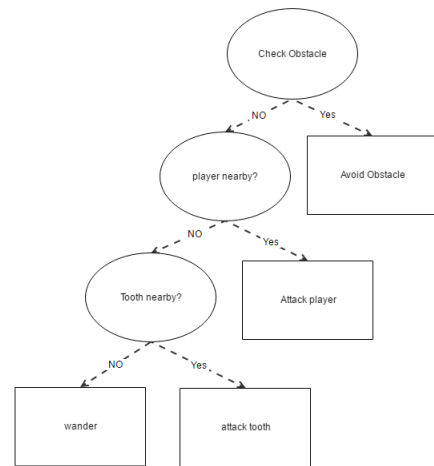 Check Obstacle
NO
Yes
player nearby?
Avoid Obstacle
NO
Yes
Tooth nearby?
Attack player
NO
Yes
wander
attack tooth